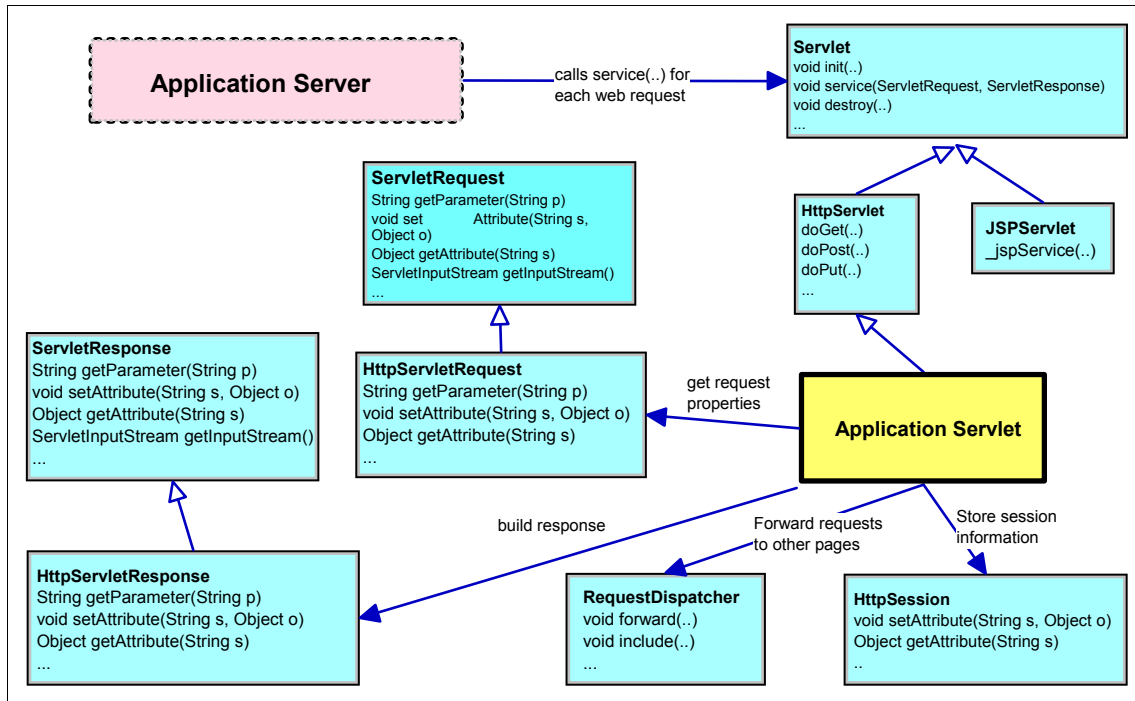 Application Server
calls service(..) for
each web request
Servlet
void init(..)
void service(ServletRequest, ServletResponse)
void destroy(..)
...
ServletRequest
String getParameter(String p)
void set Attribute(String s,
Object o)
Object getAttribute(String s)
ServletInputStream getInputStream()
...
HttpServlet
doGet(..)
doPost(..)
doPut(..)
...
JSPServlet
_jspService(..)
ServletResponse
String getParameter(String p)
void setAttribute(String s, Object o)
Object getAttribute(String s)
ServletInputStream getInputStream()
...
HttpServletRequest
String getParameter(String p)
void setAttribute(String s, Object o)
Object getAttribute(String s)
...
get request
properties
Application Servlet
build response
Forward requests
to other pages
Store session
information
HttpServletResponse
String getParameter(String p)
void setAttribute(String s, Object o)
Object getAttribute(String s)
...
RequestDispatcher
void forward(..)
void include(..)
...
HttpSession
void setAttribute(String s, Object o)
Object getAttribute(String s)
..